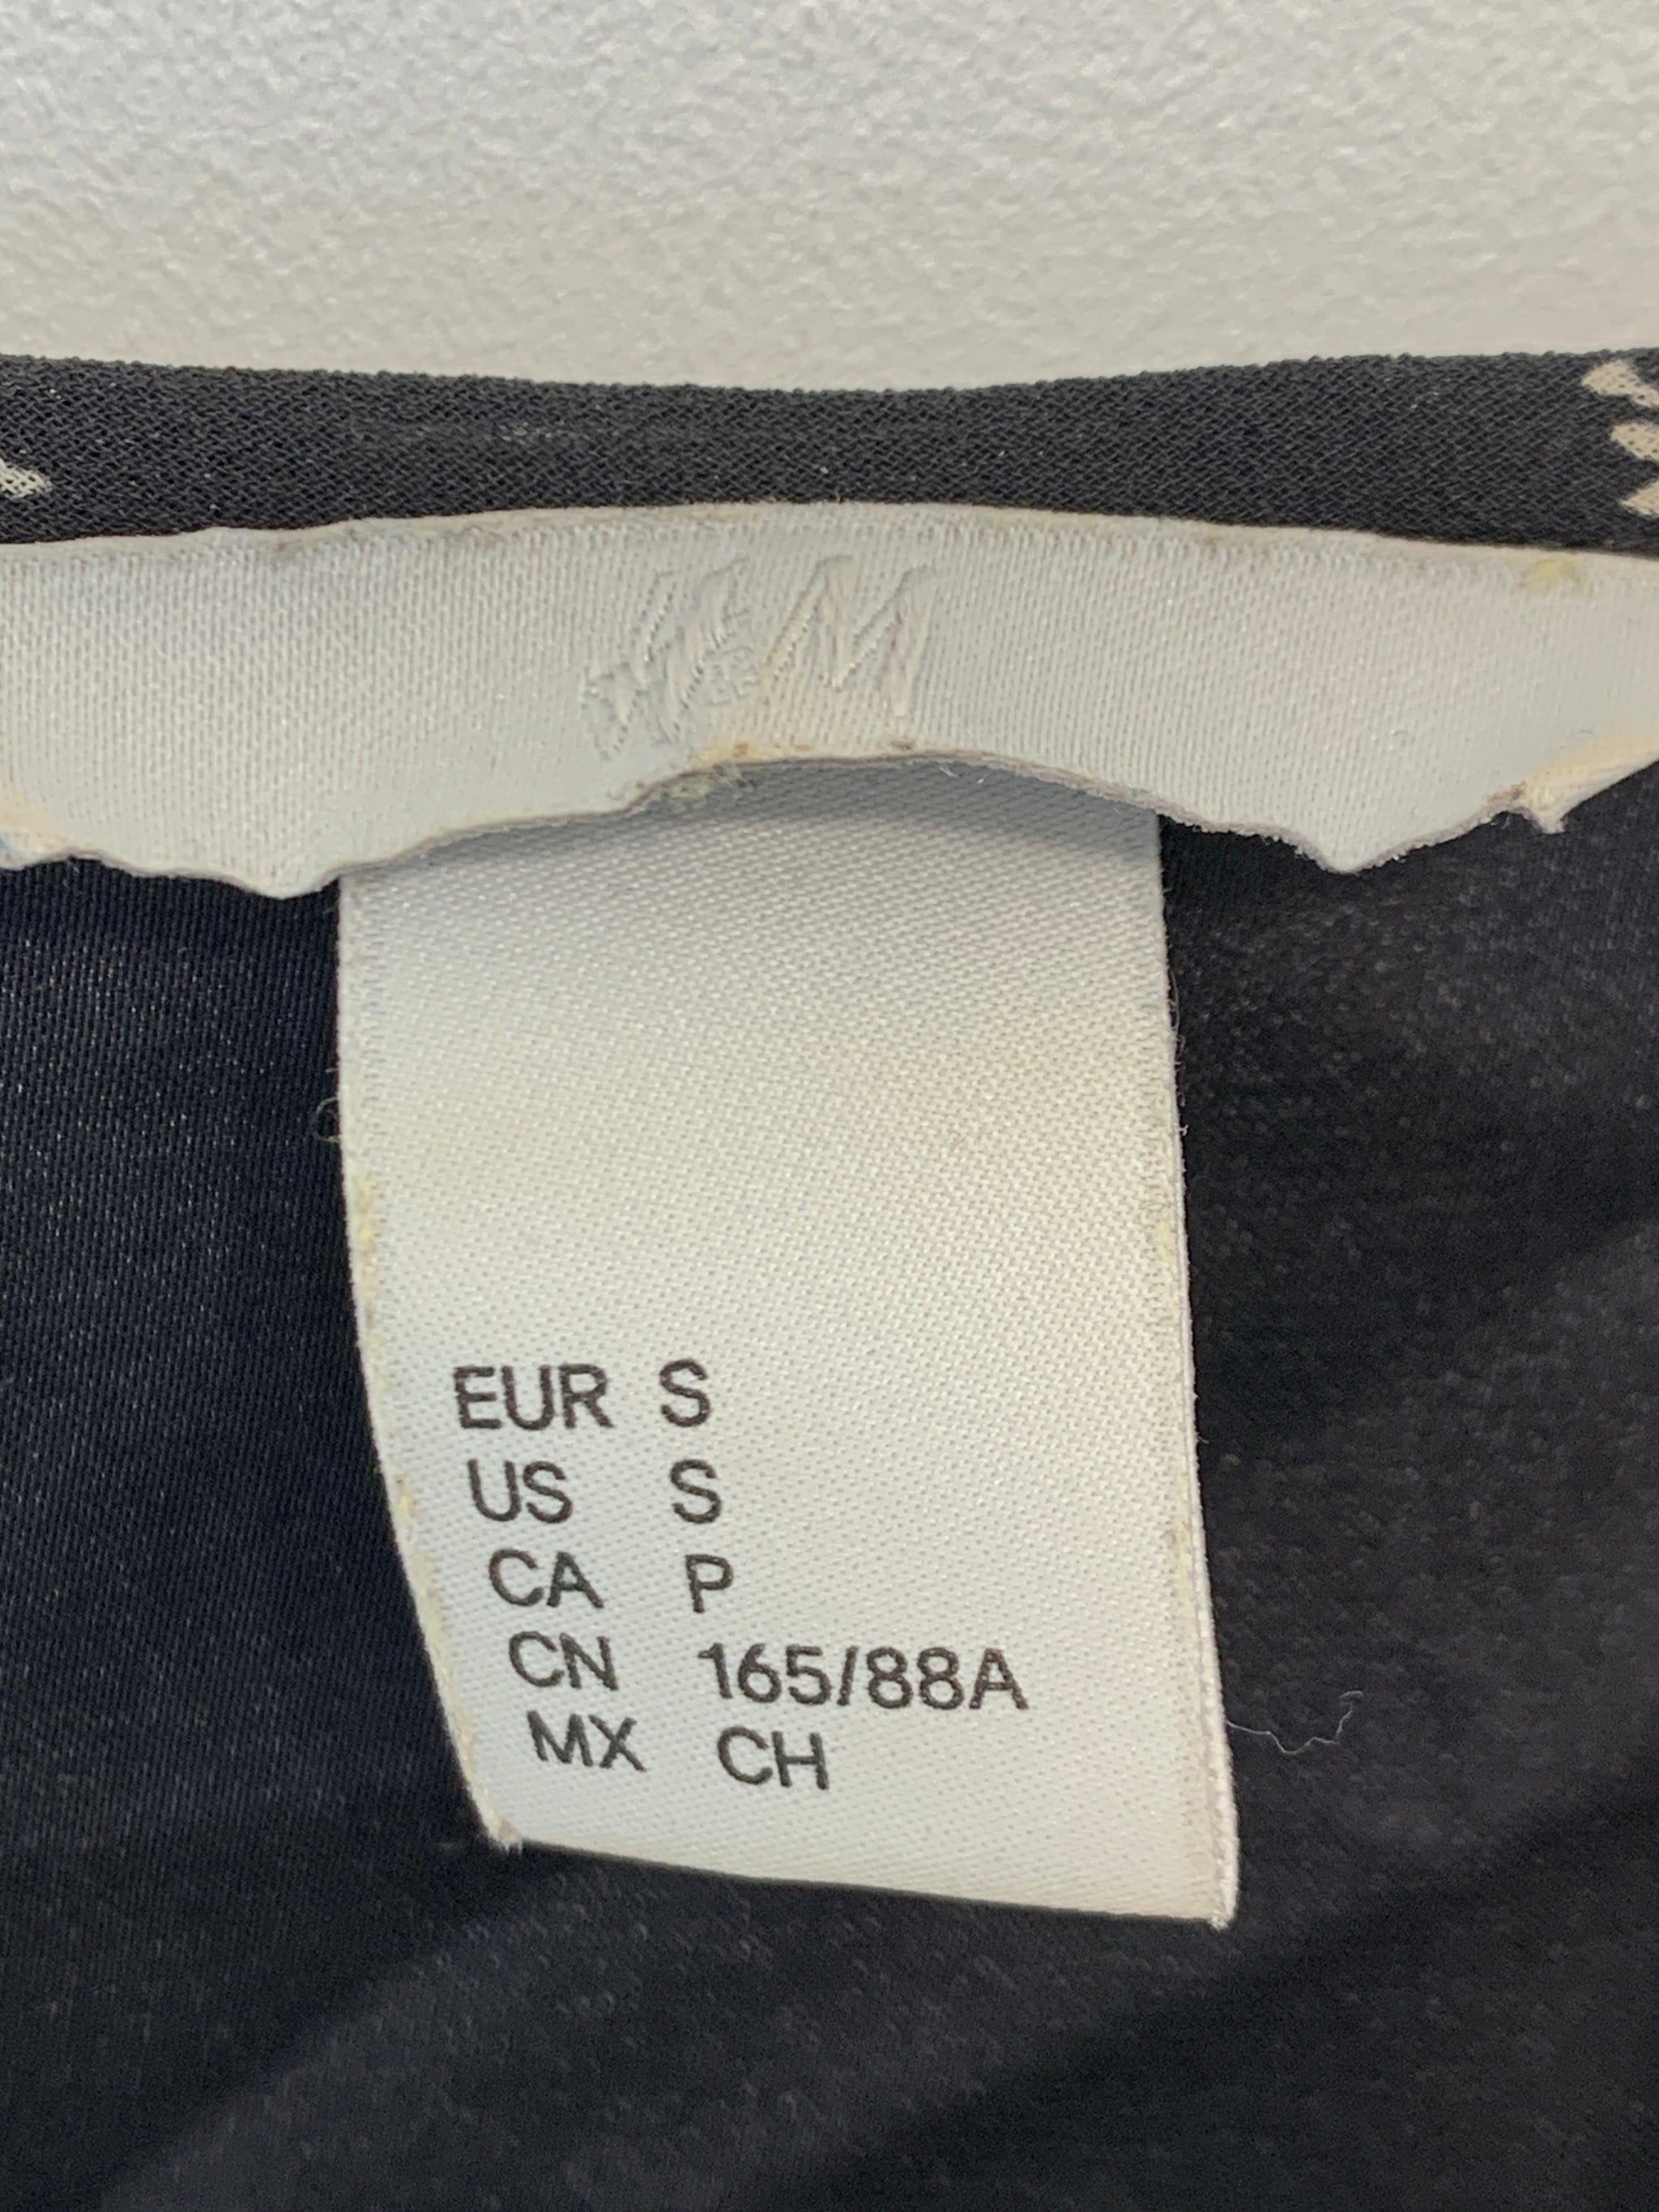 H&M
EUR S
US S
CA P
CN 165/88A
MX CH